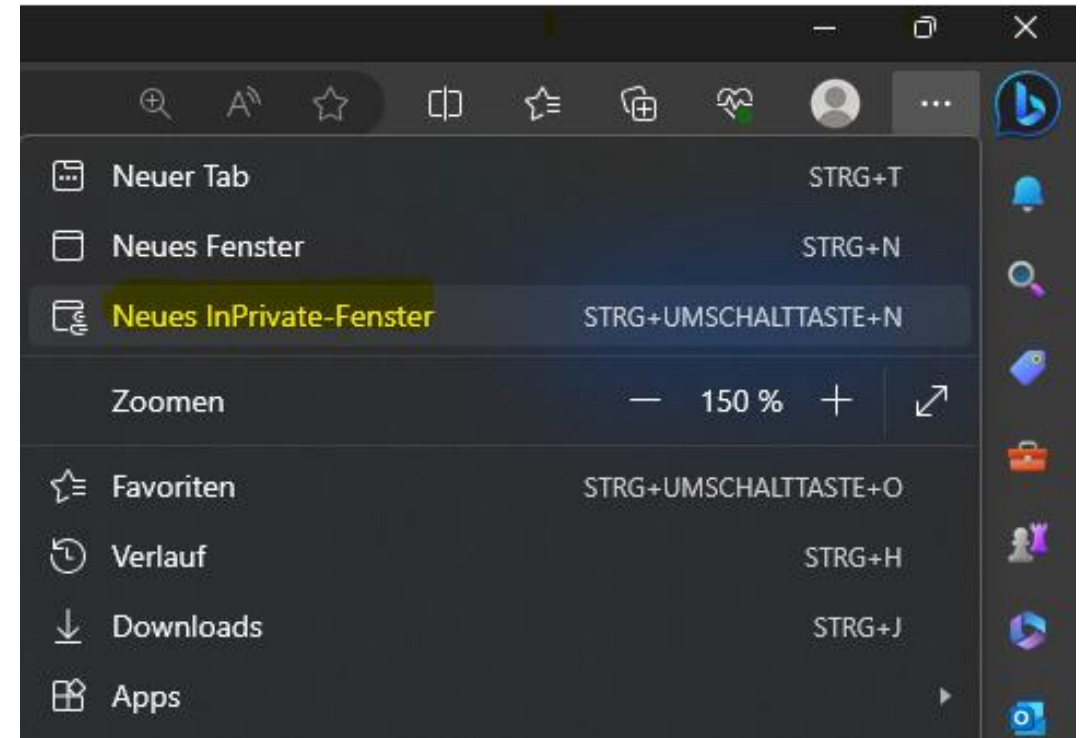 Neuer Tab STRG+T
Neues Fenster STRG+N
Neues InPrivate-Fenster STRG+UMSCHALTTASTE+N
Zoomen 150 %
Favoriten STRG+UMSCHALTTASTE+O
Verlauf STRG+H
Downloads STRG+J
Apps